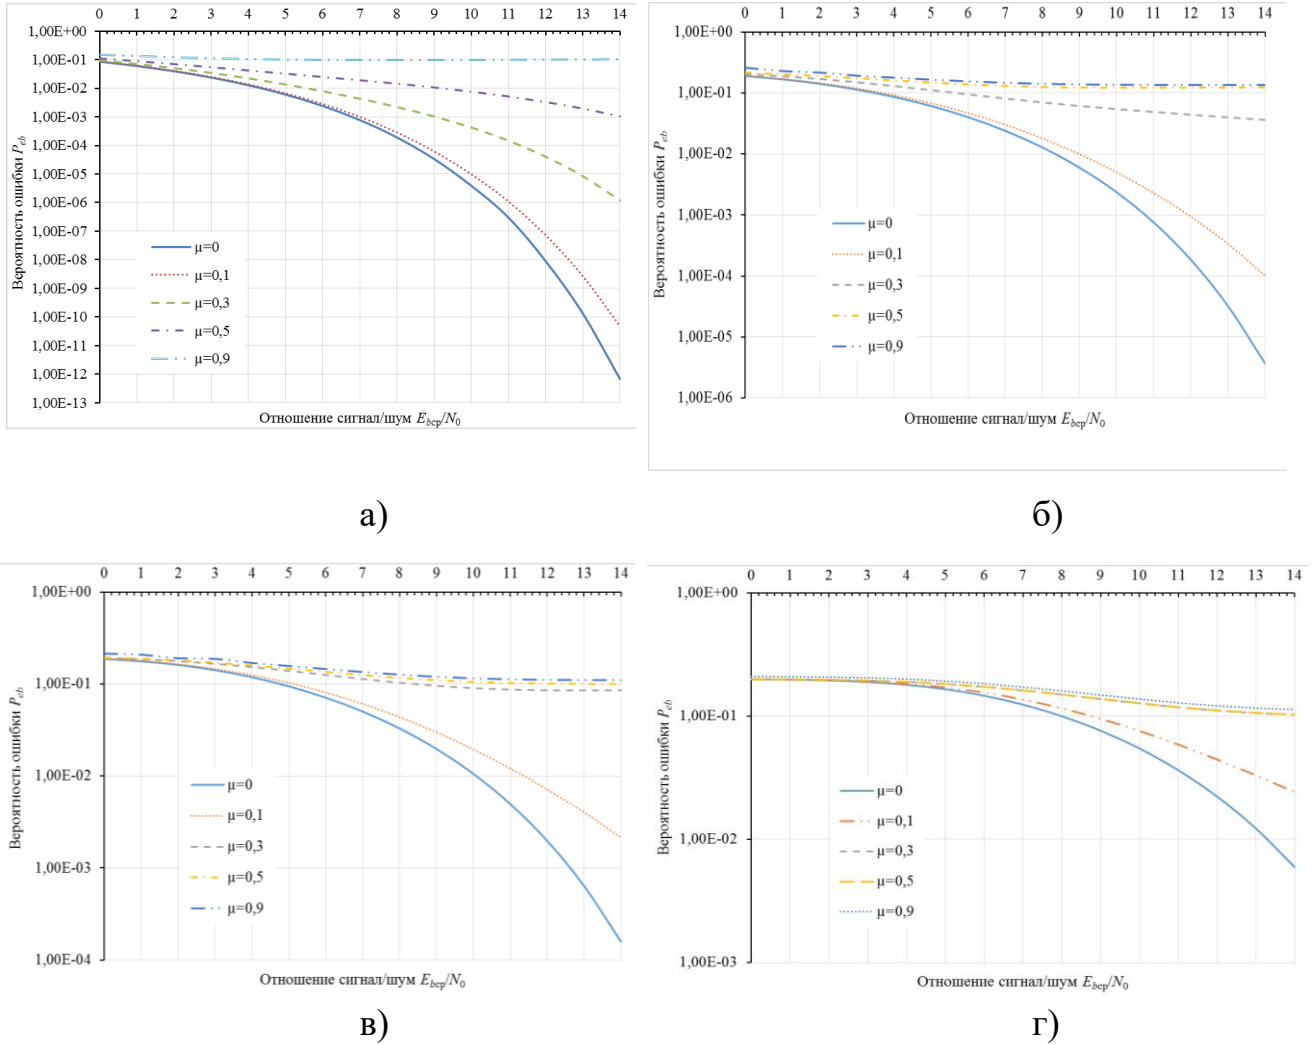 0 1 2 3 4 5 6 7 8 9 10 11 12 13 14
1,00E+00
1,00E-01
1,00E-02
1,00E-03
1,00E-04
1,00E-05
1,00E-06
1,00E-07
1,00E-08
1,00E-09
1,00E-10
1,00E-11
1,00E-12
1,00E-13
Вероятность ошибки Peb
μ=0
μ=0,1
μ=0,3
μ=0,5
μ=0,9
Отношение сигнал/шум Ebср/N0
а)
0 1 2 3 4 5 6 7 8 9 10 11 12 13 14
1,00E+00
1,00E-01
1,00E-02
1,00E-03
1,00E-04
1,00E-05
1,00E-06
Вероятность ошибки Peb
μ=0
μ=0,1
μ=0,3
μ=0,5
μ=0,9
Отношение сигнал/шум Ebср/N0
б)
0 1 2 3 4 5 6 7 8 9 10 11 12 13 14
1,00E+00
1,00E-01
1,00E-02
1,00E-03
1,00E-04
Вероятность ошибки Peb
μ=0
μ=0,1
μ=0,3
μ=0,5
μ=0,9
Отношение сигнал/шум Ebср/N0
в)
0 1 2 3 4 5 6 7 8 9 10 11 12 13 14
1,00E+00
1,00E-01
1,00E-02
1,00E-03
Вероятность ошибки Peb
μ=0
μ=0,1
μ=0,3
μ=0,5
μ=0,9
Отношение сигнал/шум Ebср/N0
г)